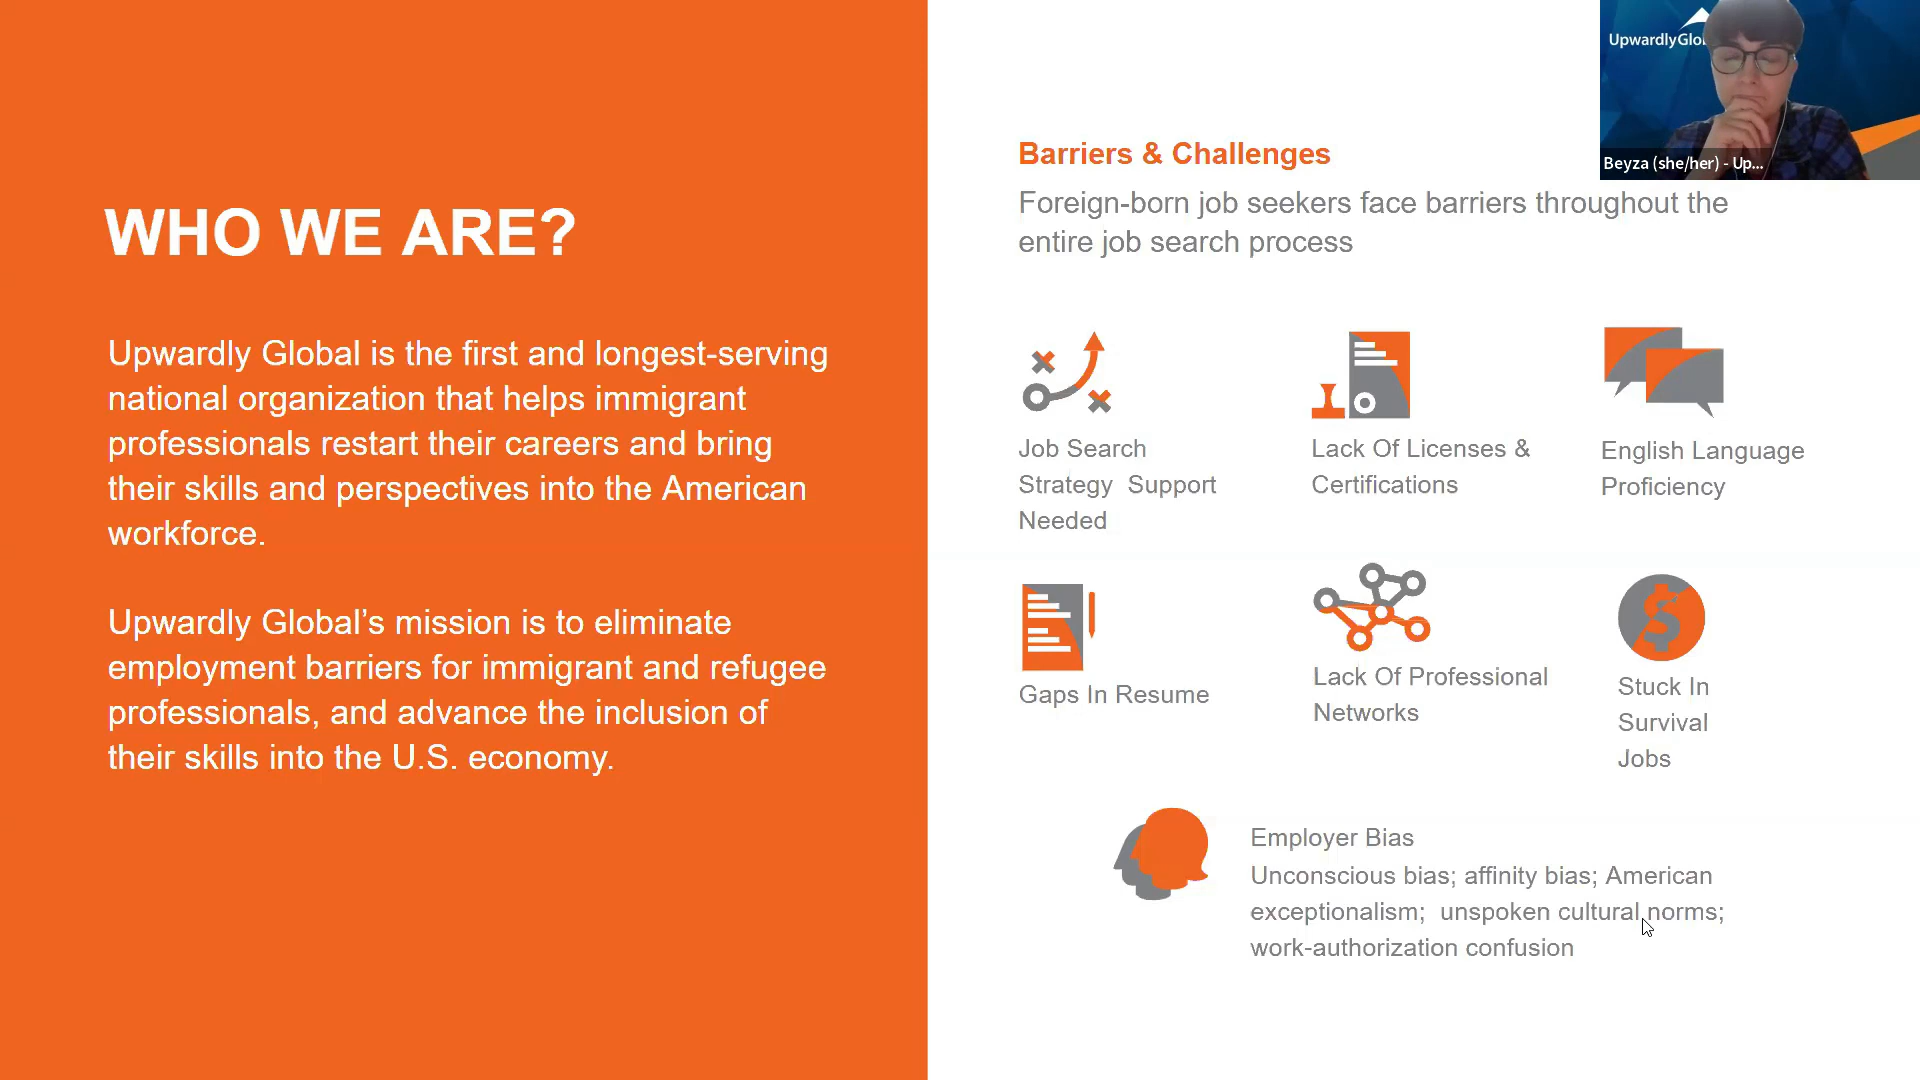 WHO WE ARE?
Upwardly Global is the first and longest-serving
national organization that helps immigrant
professionals restart their careers and bring
their skills and perspectives into the American
workforce.
Upwardly Global’s mission is to eliminate
employment barriers for immigrant and refugee
professionals, and advance the inclusion of
their skills into the U.S. economy.
UpwardlyGlo
Beyza (she/her) - Up...
Barriers & Challenges
Foreign-born job seekers face barriers throughout the
entire job search process
Job Search
Strategy  Support
Needed
Lack Of Licenses &
Certifications
English Language
Proficiency
Gaps In Resume
Lack Of Professional
Networks
Stuck In
Survival
Jobs
Employer Bias
Unconscious bias; affinity bias; American
exceptionalism;  unspoken cultural norms;
work-authorization confusion